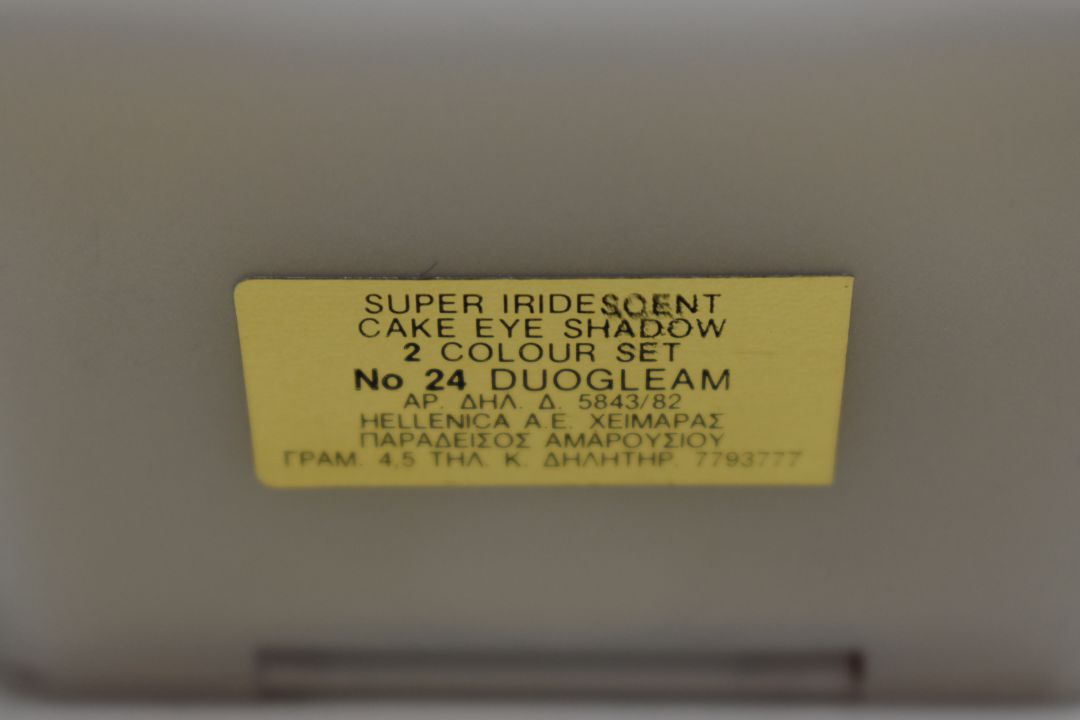 SUPER IRIDESCENT
CAKE EYE SHADOW
2 COLOUR SET
No 24 DUOGLEAM
ΑΡ. ΔΗΛ. Δ. 5843/82
HELLENICA A.E. ΧΕΙΜΑΡΑΣ
ΠΑΡΑΔΕΙΣΟΣ ΑΜΑΡΟΥΣΙΟΥ
ΓΡΑΜ. 4,5 ΤΗΛ. Κ. ΔΗΛΗΤΗΡ. 7793777